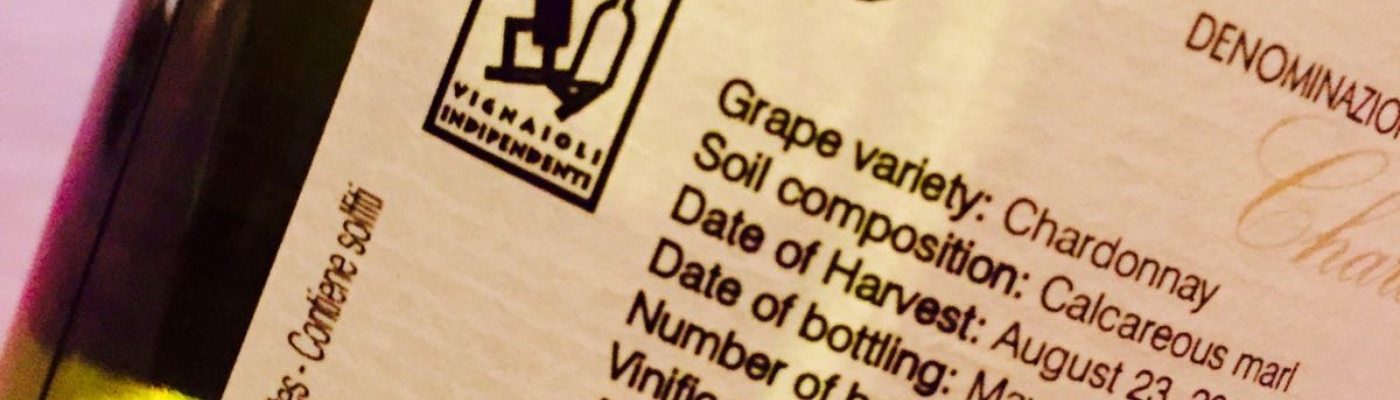 VIGNAIOLI
INDIPENDENTI
Contiene solfiti
Grape variety: Chardonnay
Soil composition: Calcareous marl
Date of Harvest: August 23,
Date of bottling:
Number of
DENOMINAZIO